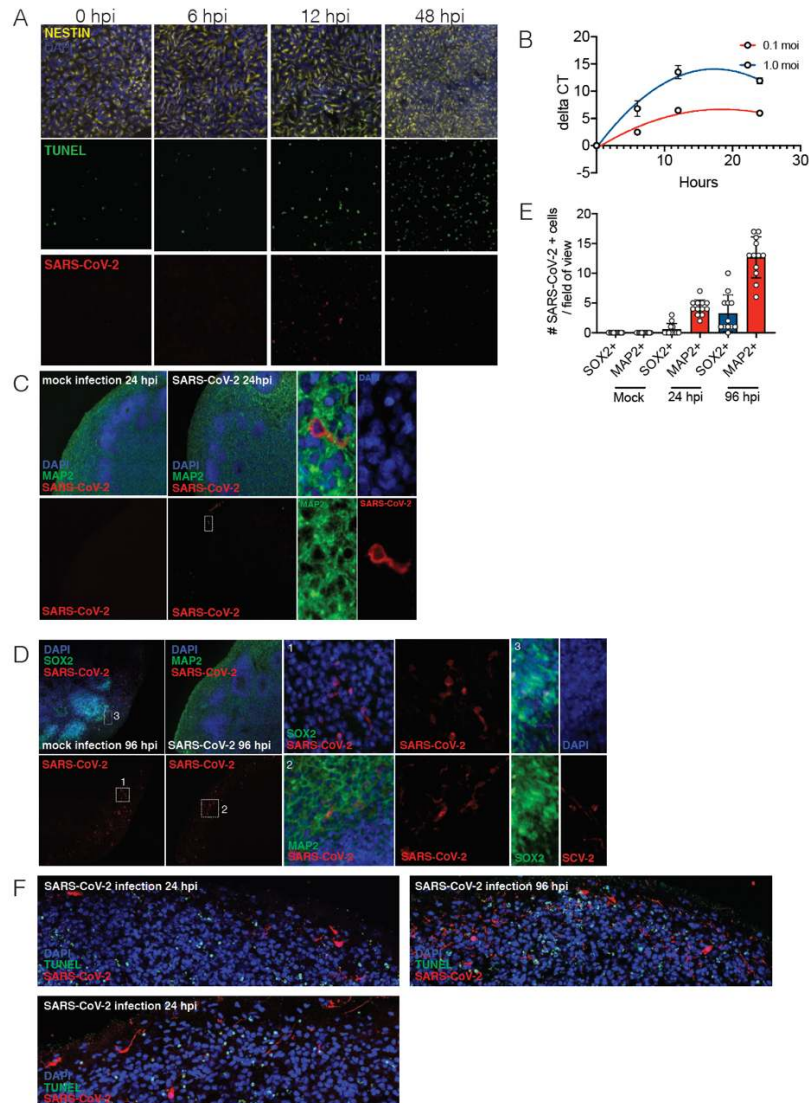 A
0 hpi 6 hpi 12 hpi 48 hpi
NESTIN
DAPI
TUNEL
SARS-CoV-2
B
20
15
10
5
0
-5
delta CT
0 10 20 30
Hours
0.1 moi
1.0 moi
E
20
15
10
5
0
# SARS-CoV-2 + cells
/ field of view
SOX2+ MAP2+ SOX2+ MAP2+ SOX2+ MAP2+
Mock 24 hpi 96 hpi
C
mock infection 24 hpi SARS-CoV-2 24hpi DAPI
DAPI DAPI
MAP2 MAP2
SARS-CoV-2 SARS-CoV-2
MAP2 SARS-CoV-2
SARS-CoV-2 SARS-CoV-2
D
DAPI DAPI 1 3
SOX2 MAP2
SARS-CoV-2 SARS-CoV-2
3 SOX2
mock infection 96 hpi SARS-CoV-2 96 hpi SARS-CoV-2 SARS-CoV-2 DAPI
SARS-CoV-2 SARS-CoV-2 2
1
2
MAP2
SARS-CoV-2 SARS-CoV-2 SOX2 SCV-2
F
SARS-CoV-2 infection 24 hpi
DAPI
TUNEL
SARS-CoV-2
SARS-CoV-2 infection 96 hpi
DAPI
TUNEL
SARS-CoV-2
SARS-CoV-2 infection 24 hpi
DAPI
TUNEL
SARS-CoV-2